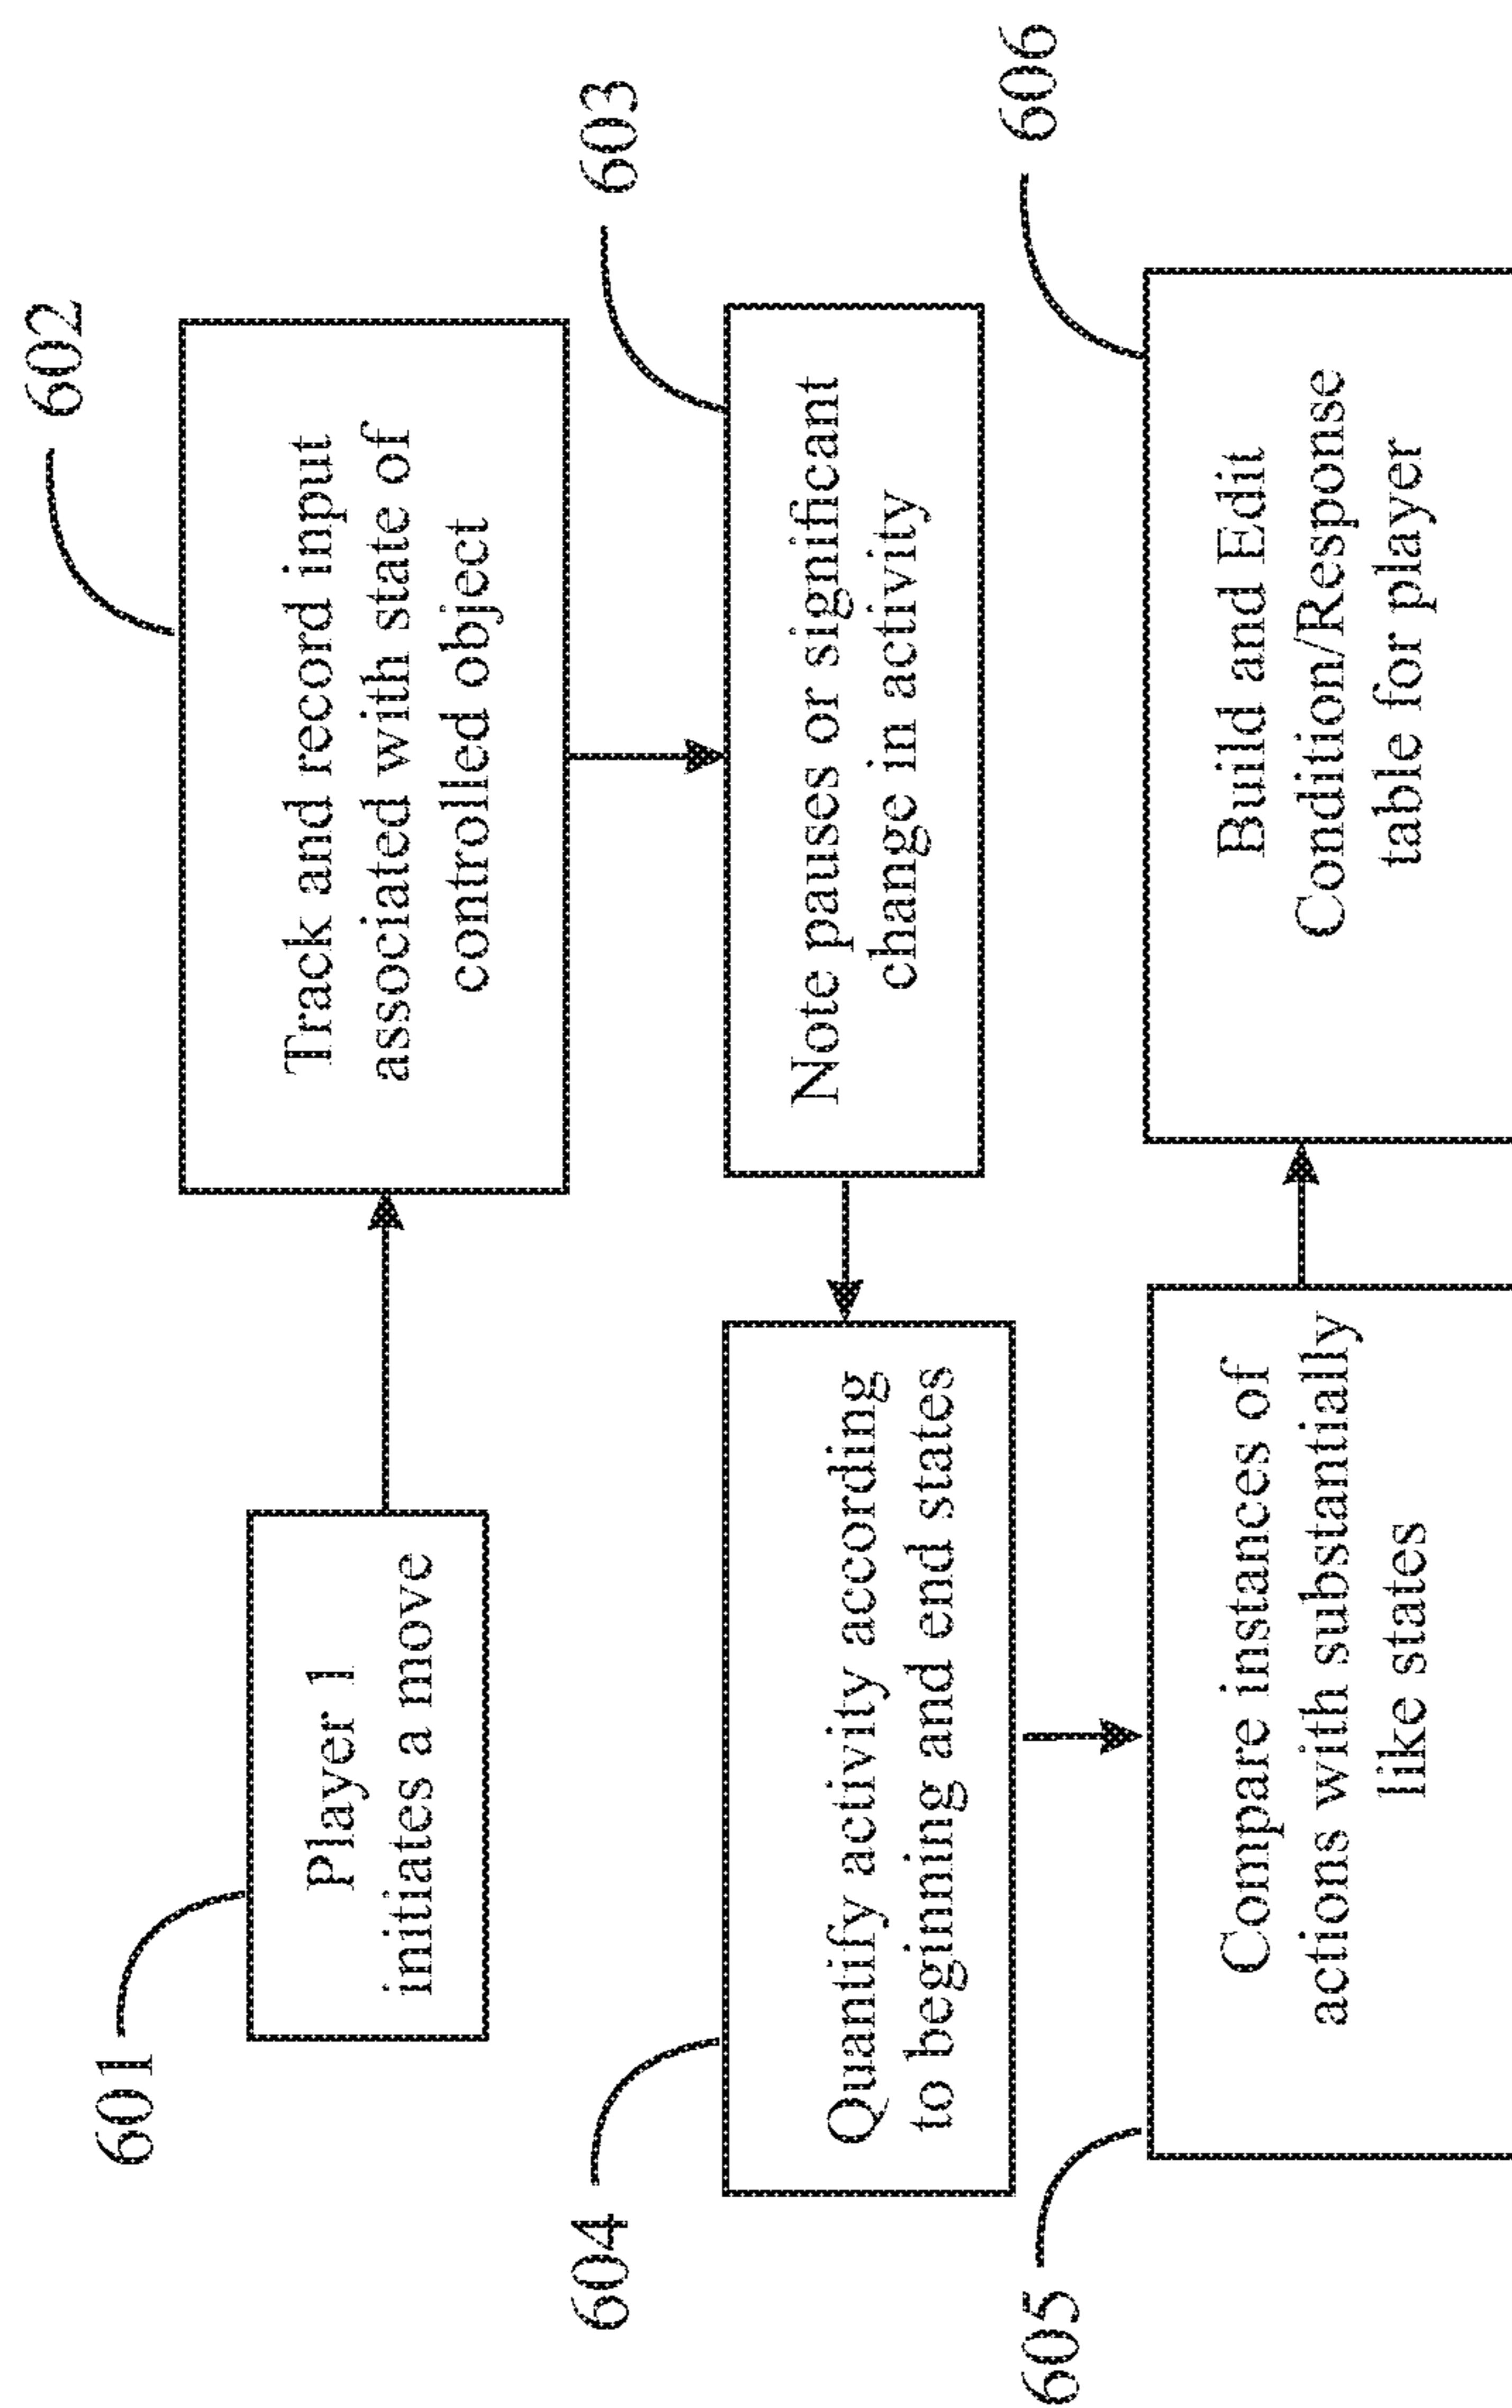 601
Player 1
initiates a move
602
Track and record input
associated with state of
controlled object
603
Note pauses or significant
change in activity
604
Quantify activity according
to beginning and end states
605
Compare instances of
actions with substantially
like states
606
Build and Edit
Condition/Response
table for player